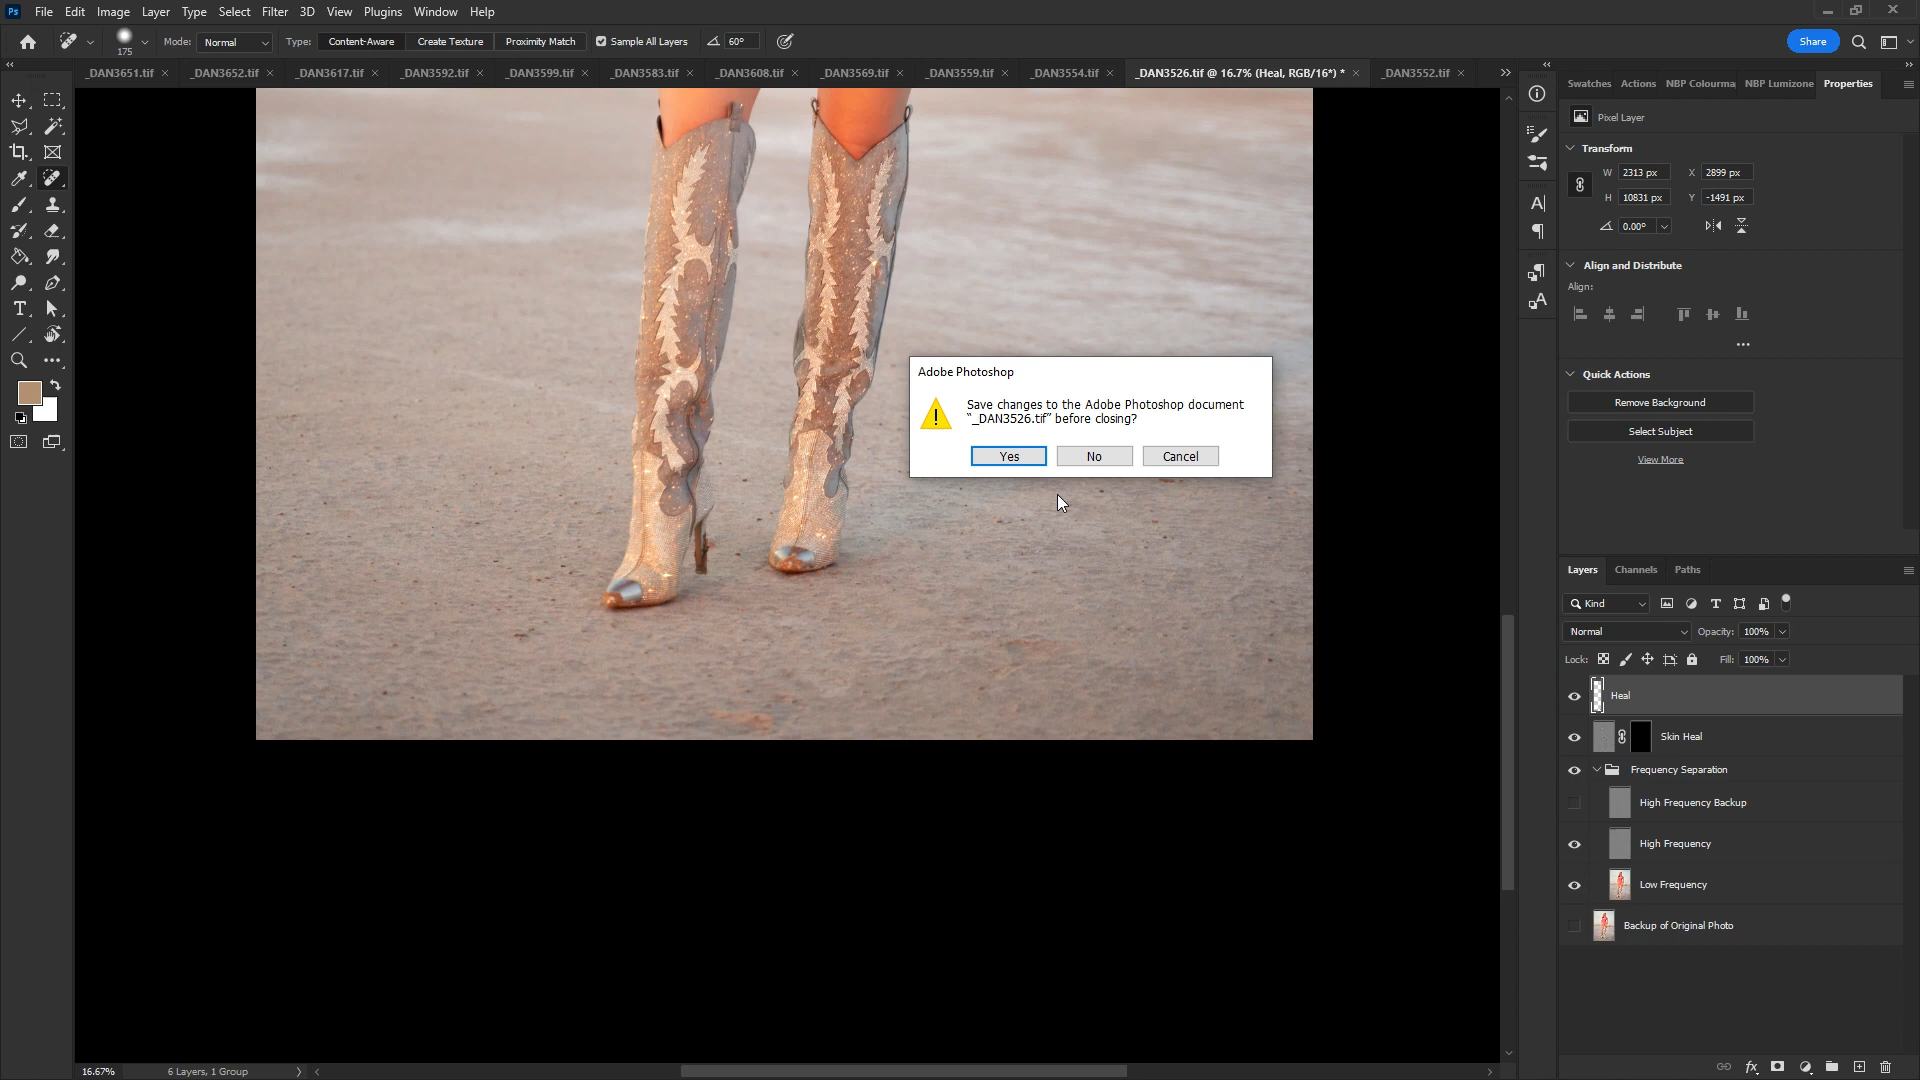 Ps File Edit Image Layer Type Select Filter 3D View Plugins Window Help
175 Mode: Normal Type: Content-Aware Create Texture Proximity Match Sample All Layers 60° Share
_DAN3651.tif _DAN3652.tif _DAN3617.tif _DAN3592.tif _DAN3599.tif _DAN3583.tif _DAN3608.tif _DAN3569.tif _DAN3559.tif _DAN3554.tif _DAN3526.tif @ 16.7% (Heal, RGB/16*) * _DAN3552.tif
Swatches Actions NBP Colourma NBP Lumizone Properties
Pixel Layer
Transform
W 2313 px X 2899 px
H 10831 px Y -1491 px
0.00°
Align and Distribute
Align:
Quick Actions
Remove Background
Select Subject
View More
Adobe Photoshop
Save changes to the Adobe Photoshop document
“_DAN3526.tif” before closing?
Yes No Cancel
Layers Channels Paths
Kind
Normal Opacity: 100%
Lock: Fill: 100%
Heal
Skin Heal
Frequency Separation
High Frequency Backup
High Frequency
Low Frequency
Backup of Original Photo
16.67% 6 Layers, 1 Group